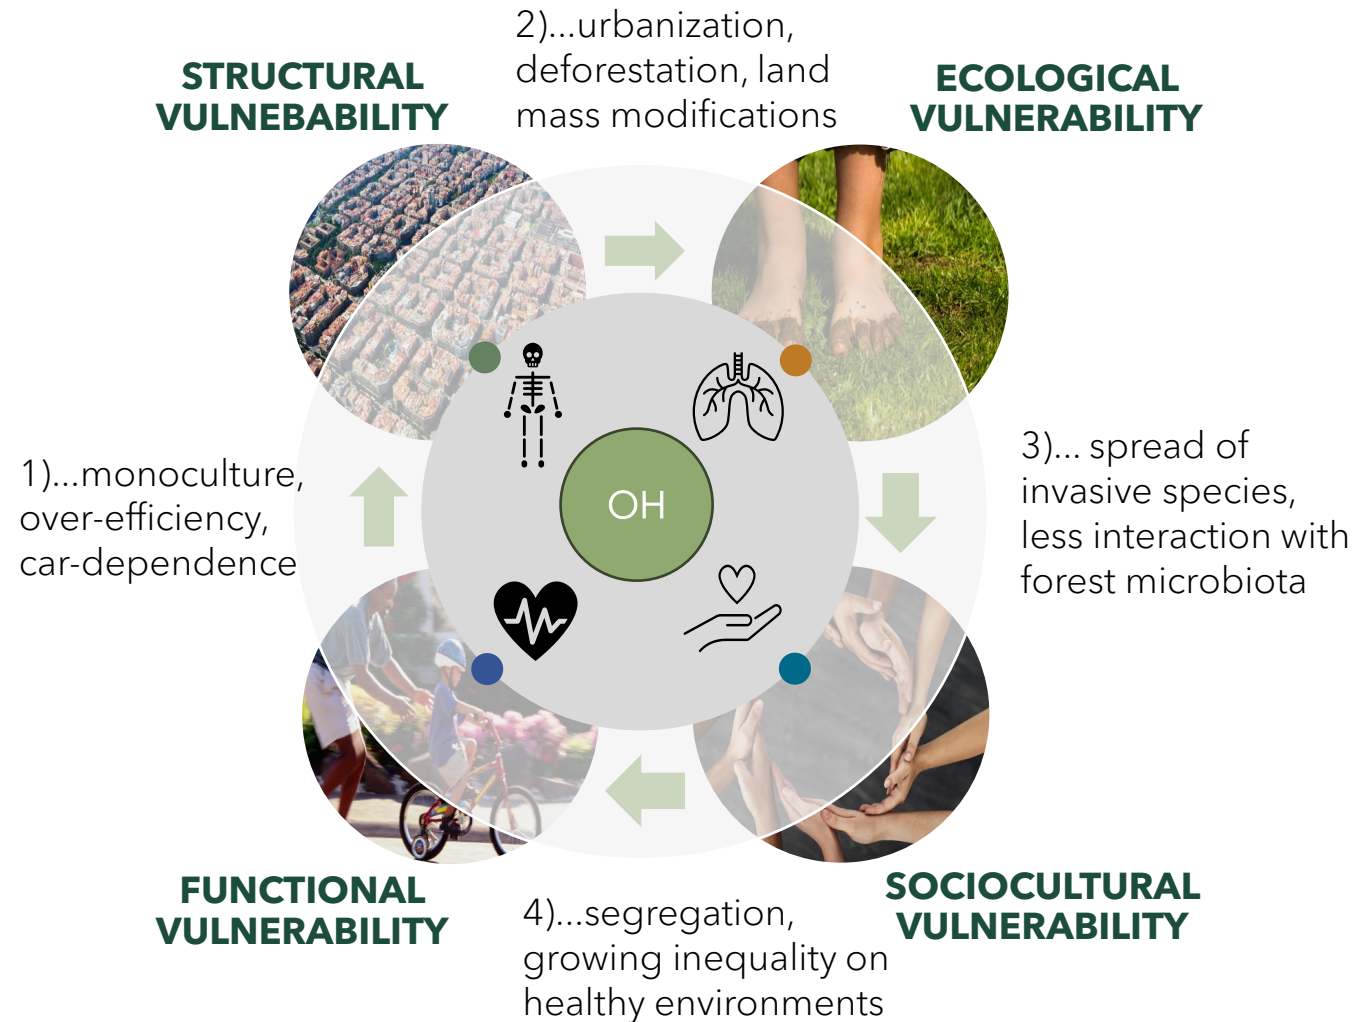 2)...urbanization,
deforestation, land
mass modifications
STRUCTURAL
VULNEBABILITY
ECOLOGICAL
VULNERABILITY
1)...monoculture,
over-efficiency,
car-dependence
OH
3)... spread of
invasive species,
less interaction with
forest microbiota
FUNCTIONAL
VULNERABILITY
4)...segregation,
growing inequality on
healthy environments
SOCIOCULTURAL
VULNERABILITY